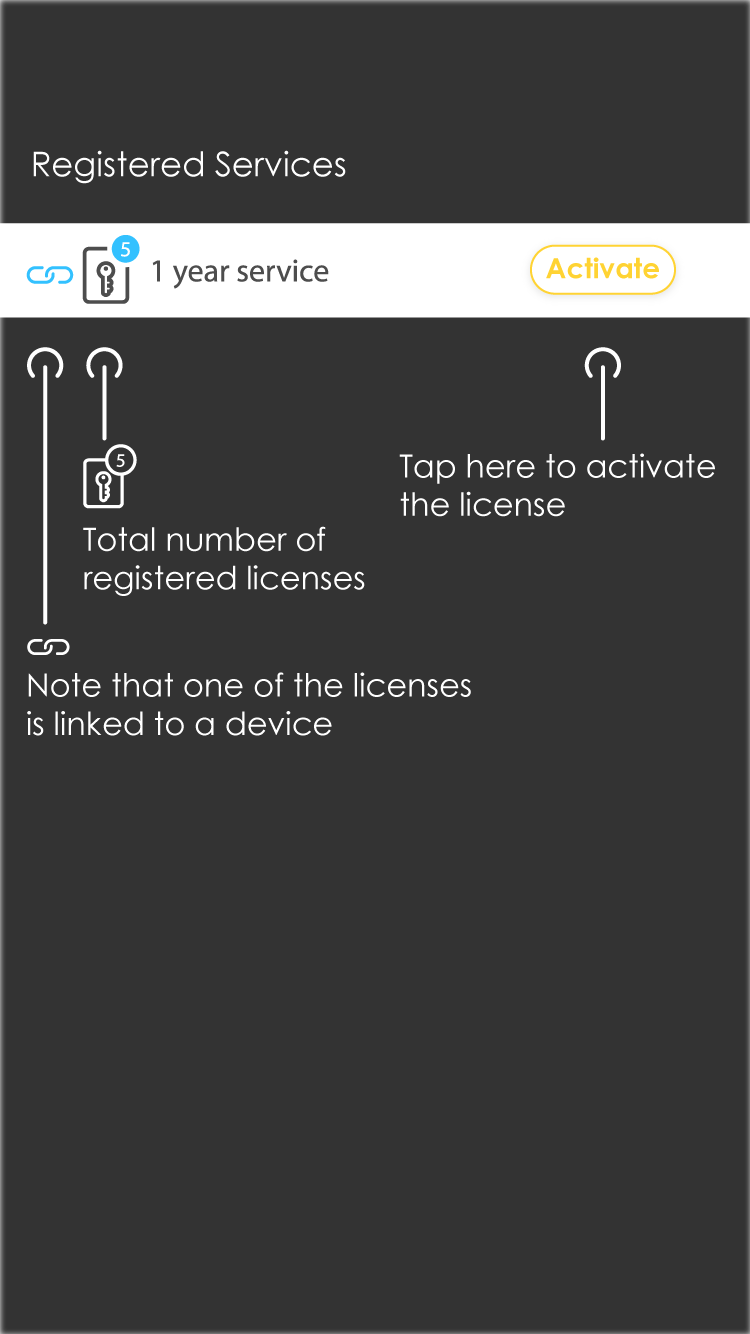 Registered Services
5
1 year service
Activate
5
Tap here to activate
the license
Total number of
registered licenses
Note that one of the licenses
is linked to a device